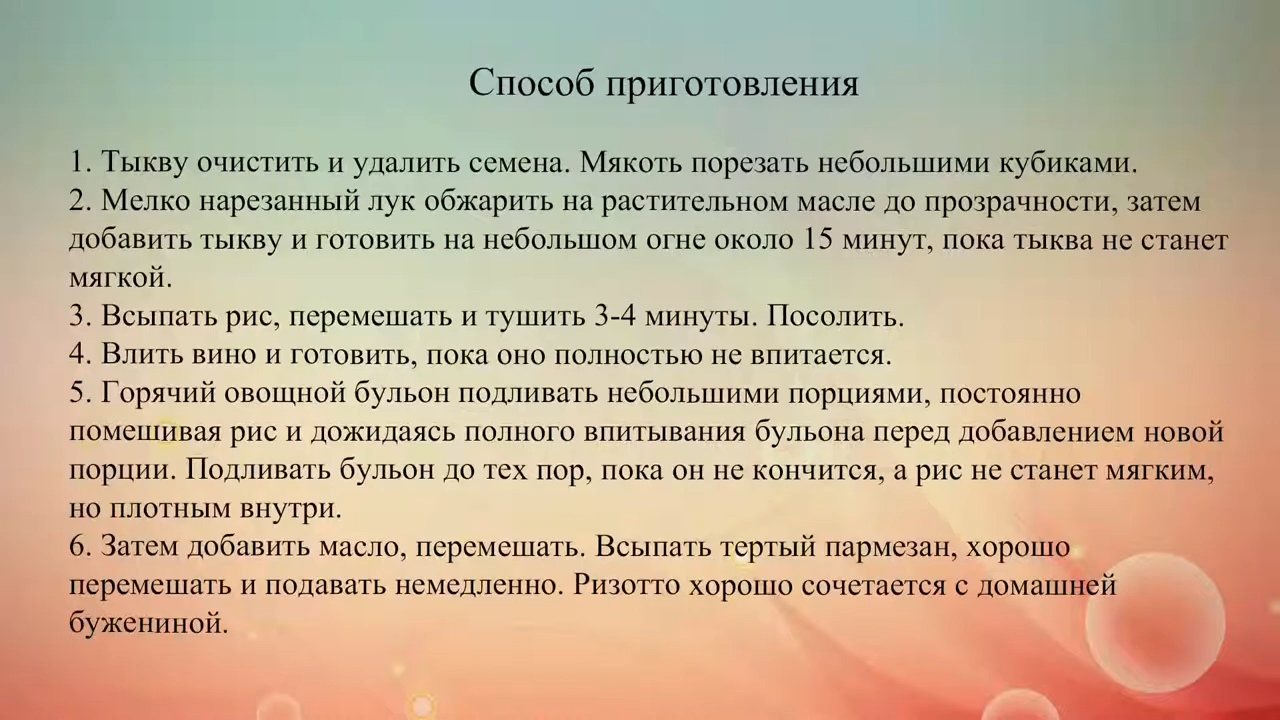 Способ приготовления
1. Тыкву очистить и удалить семена. Мякоть порезать небольшими кубиками.
2. Мелко нарезанный лук обжарить на растительном масле до прозрачности, затем
добавить тыкву и готовить на небольшом огне около 15 минут, пока тыква не станет
мягкой.
3. Всыпать рис, перемешать и тушить 3-4 минуты. Посолить.
4. Влить вино и готовить, пока оно полностью не впитается.
5. Горячий овощной бульон подливать небольшими порциями, постоянно
помешивая рис и дожидаясь полного впитывания бульона перед добавлением новой
порции. Подливать бульон до тех пор, пока он не кончится, а рис не станет мягким,
но плотным внутри.
6. Затем добавить масло, перемешать. Всыпать тертый пармезан, хорошо
перемешать и подавать немедленно. Ризотто хорошо сочетается с домашней
бужениной.